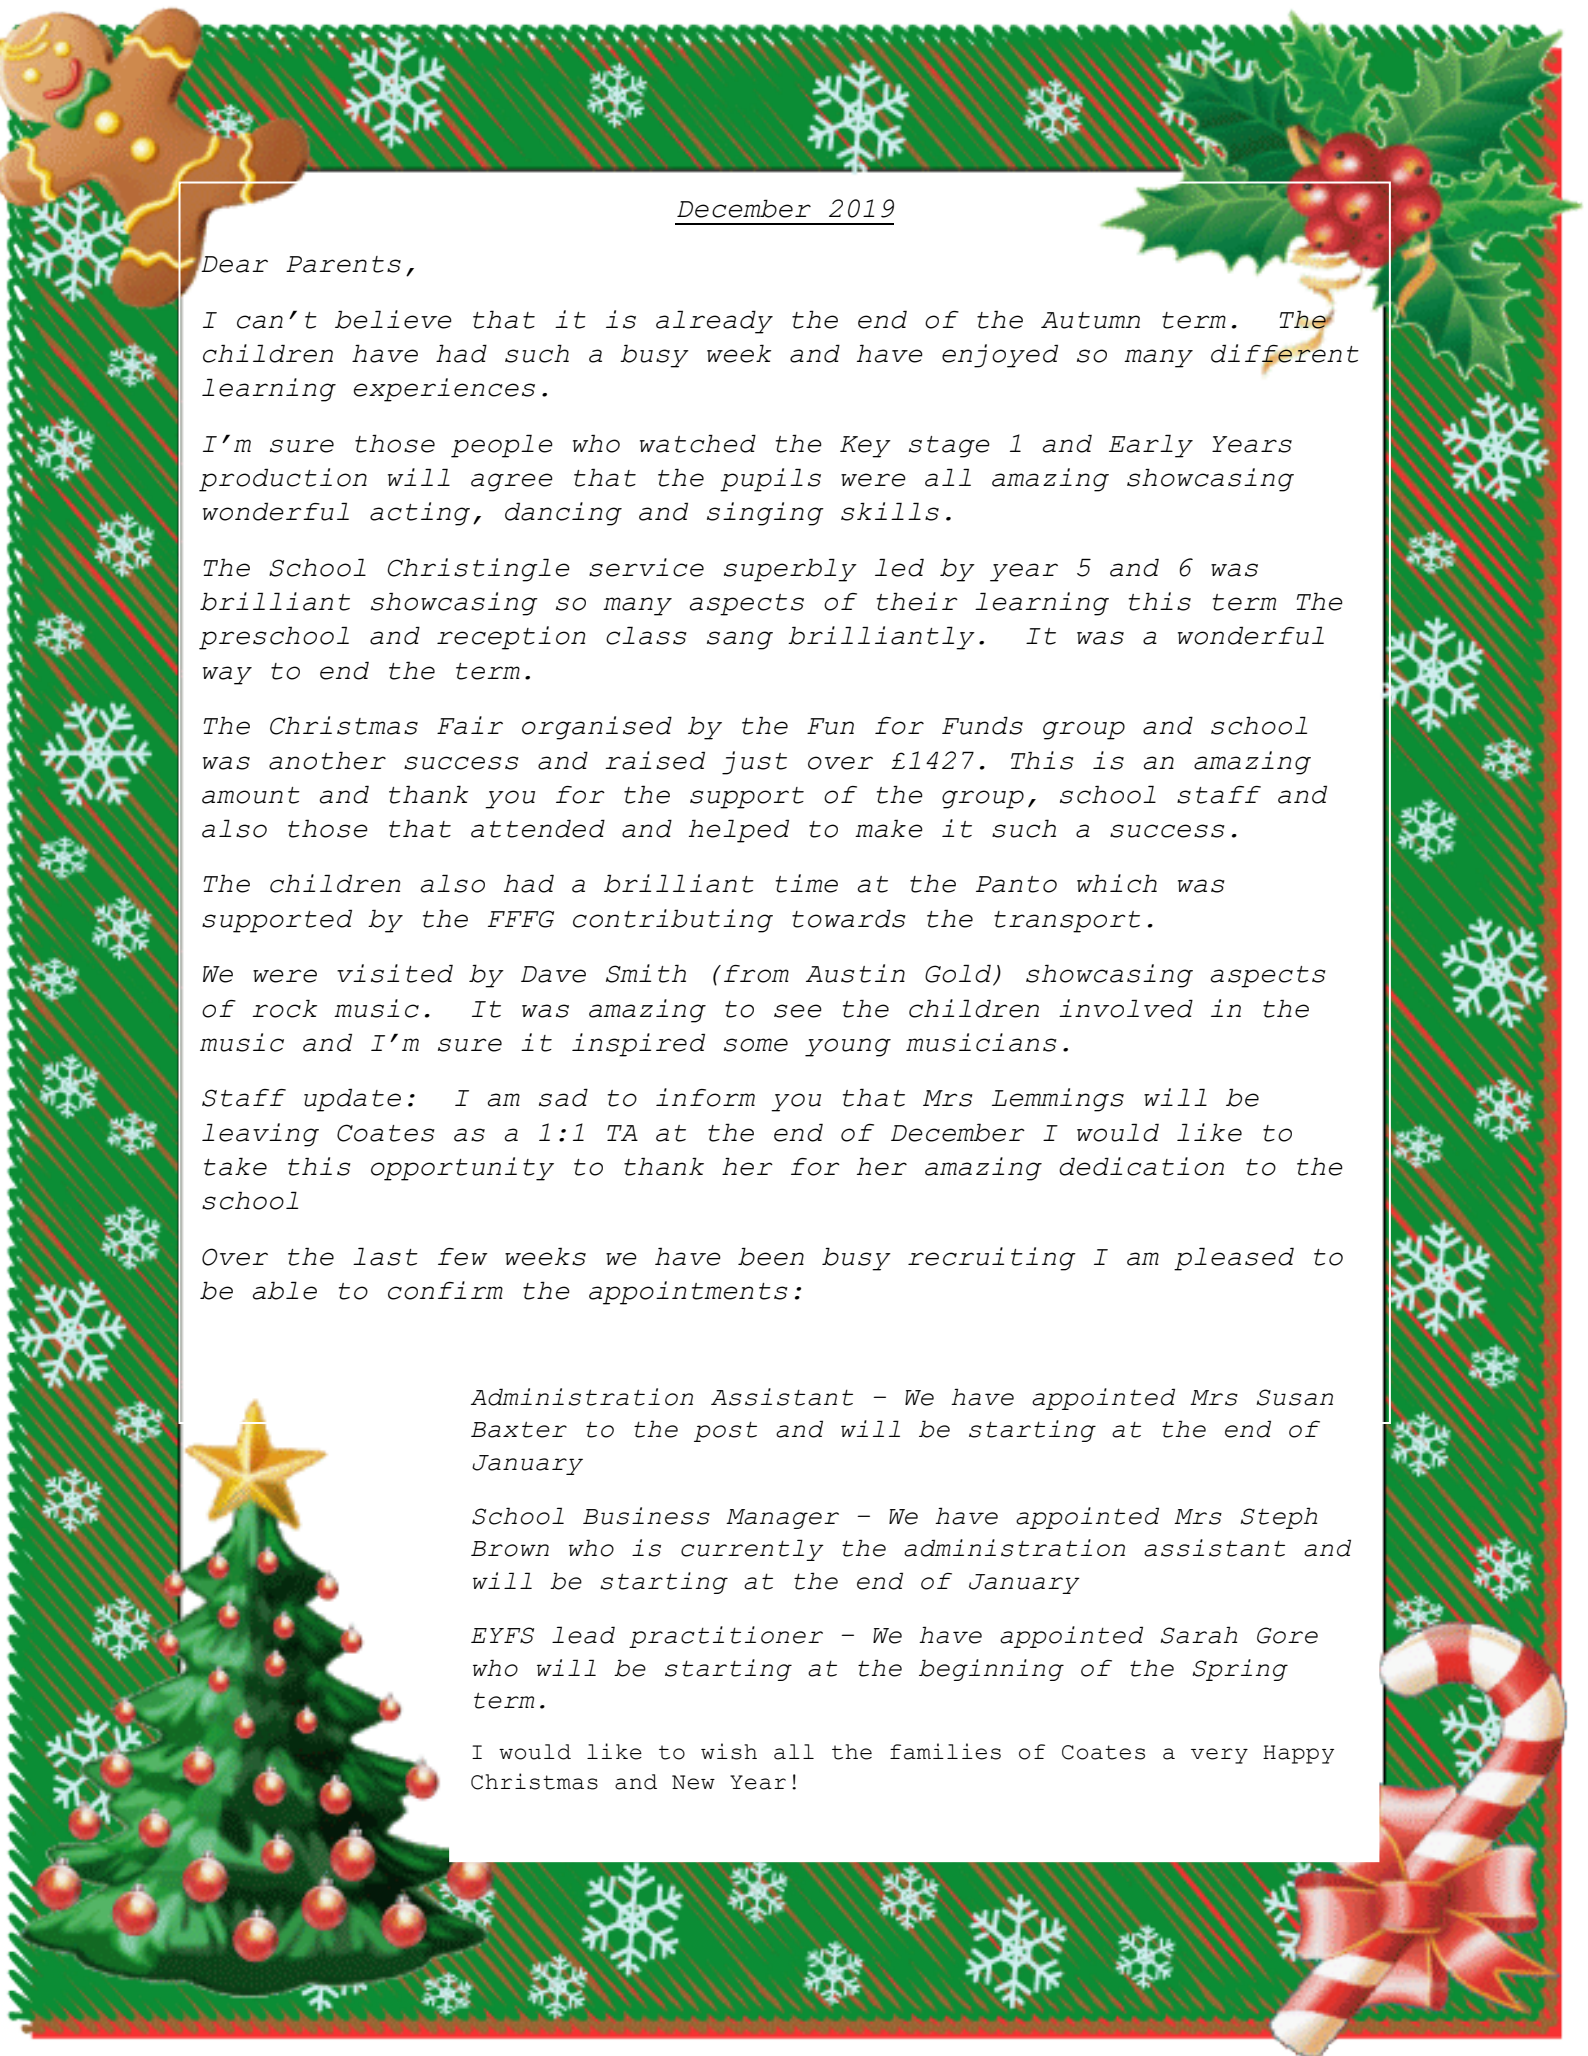 December 2019
Dear Parents,
I can't believe that it is already the end of the Autumn term.  The
children have had such a busy week and have enjoyed so many different
learning experiences.
I'm sure those people who watched the Key stage 1 and Early Years
production will agree that the pupils were all amazing showcasing
wonderful acting, dancing and singing skills.
The School Christingle service superbly led by year 5 and 6 was
brilliant showcasing so many aspects of their learning this term The
preschool and reception class sang brilliantly.  It was a wonderful
way to end the term.
The Christmas Fair organised by the Fun for Funds group and school
was another success and raised just over £1427. This is an amazing
amount and thank you for the support of the group, school staff and
also those that attended and helped to make it such a success.
The children also had a brilliant time at the Panto which was
supported by the FFFG contributing towards the transport.
We were visited by Dave Smith (from Austin Gold) showcasing aspects
of rock music.  It was amazing to see the children involved in the
music and I'm sure it inspired some young musicians.
Staff update:  I am sad to inform you that Mrs Lemmings will be
leaving Coates as a 1:1 TA at the end of December I would like to
take this opportunity to thank her for her amazing dedication to the
school
Over the last few weeks we have been busy recruiting I am pleased to
be able to confirm the appointments:
Administration Assistant – We have appointed Mrs Susan
Baxter to the post and will be starting at the end of
January
School Business Manager – We have appointed Mrs Steph
Brown who is currently the administration assistant and
will be starting at the end of January
EYFS lead practitioner – We have appointed Sarah Gore
who will be starting at the beginning of the Spring
term.
I would like to wish all the families of Coates a very Happy
Christmas and New Year!